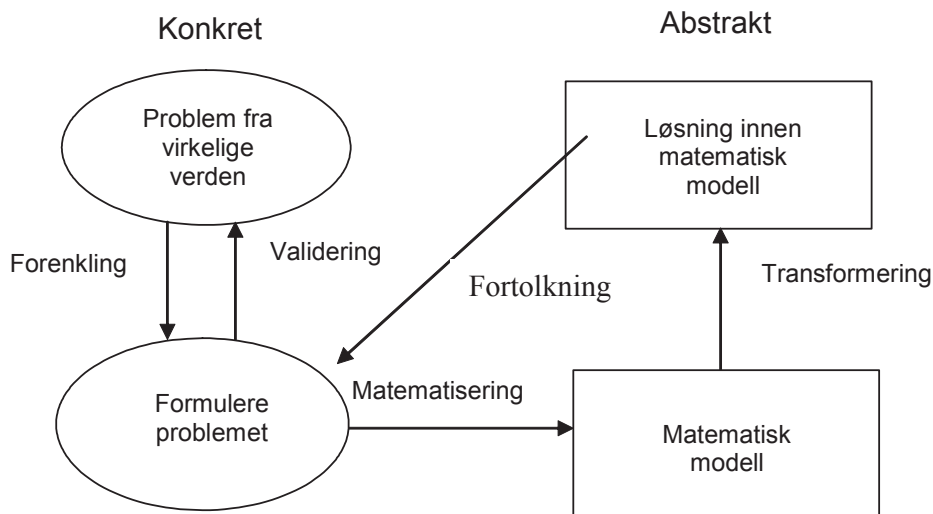 Konkret
Abstrakt
Problem fra
virkelige
verden
Løsning innen
matematisk
modell
Forenkling
Validering
Fortolkning
Transformering
Formulere
problemet
Matematisering
Matematisk
modell